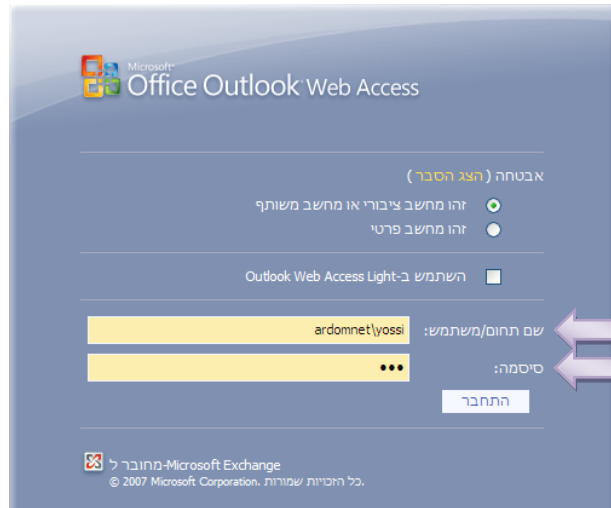 Microsoft
Office Outlook Web Access
אבטחה (הצג הסבר)
זהו מחשב ציבורי או מחשב משותף
זהו מחשב פרטי
השתמש ב-Outlook Web Access Light
שם תחום/משתמש: ardomnet\yossi
סיסמה: •••
התחבר
מחובר ל-Microsoft Exchange
© 2007 Microsoft Corporation. כל הזכויות שמורות.